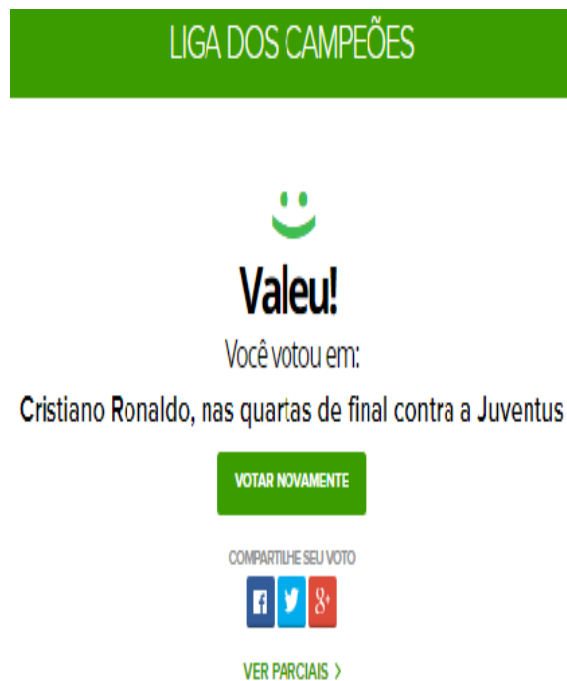 LIGA DOS CAMPEÕES
Valeu!
Você votou em:
Cristiano Ronaldo, nas quartas de final contra a Juventus
VOTAR NOVAMENTE
COMPARTILHE SEU VOTO
VER PARCIAIS >